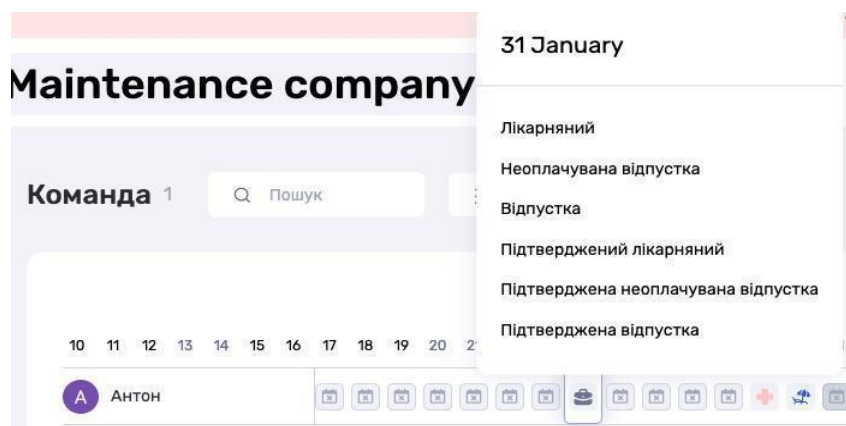 31 January
Maintenance company
Лікарняний
Неоплачувана відпустка
Відпустка
Підтверджений лікарняний
Підтверджена неоплачувана відпустка
Підтверджена відпустка
Команда 1
Пошук
10 11 12 13 14 15 16 17 18 19 20
А Антон